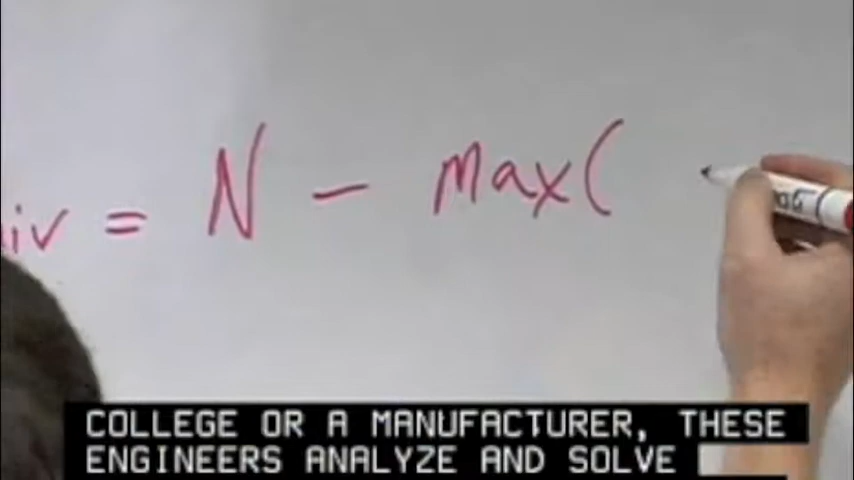 iv = N - max(
COLLEGE OR A MANUFACTURER, THESE
ENGINEERS ANALYZE AND SOLVE